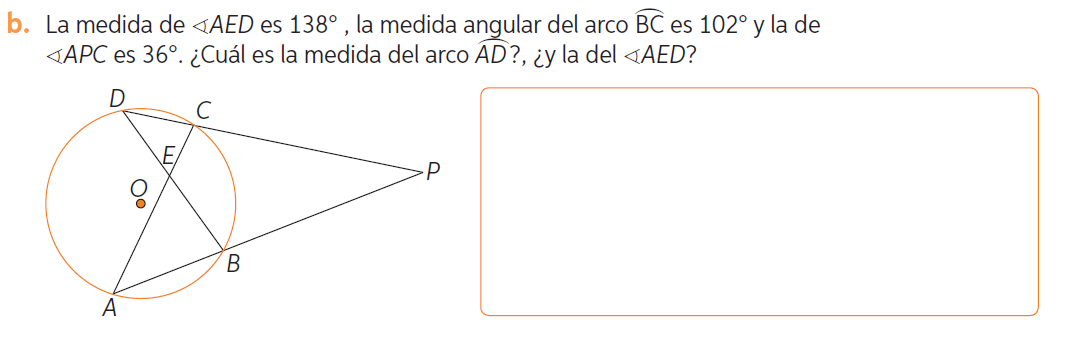 b. La medida de ∢AED es 138° , la medida angular del arco BC es 102° y la de
∢APC es 36°. ¿Cuál es la medida del arco AD?, ¿y la del ∢AED?
D
C
E
P
O
B
A